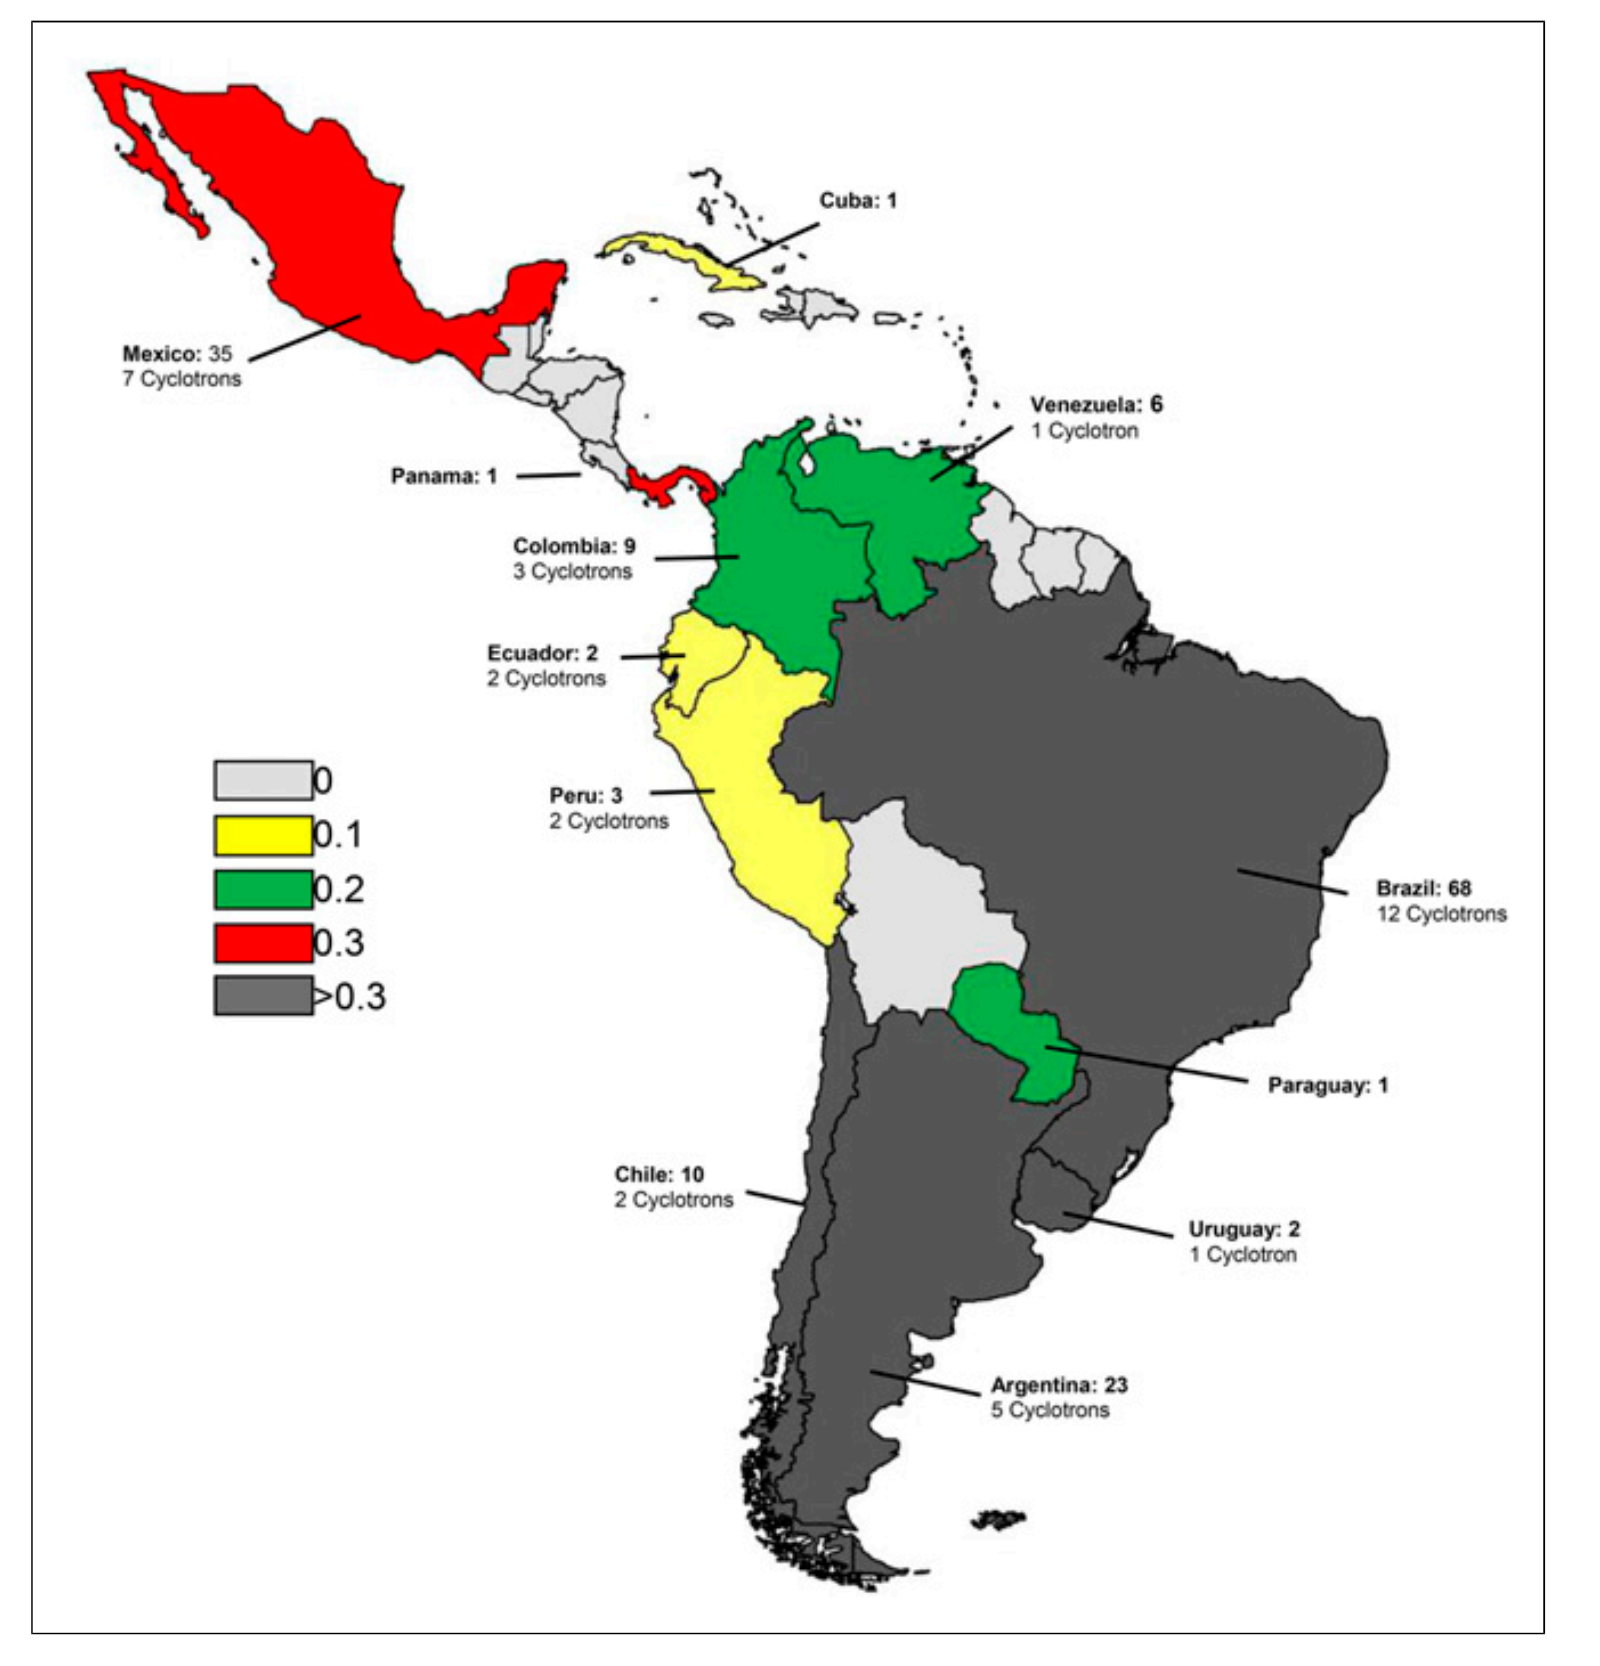 Cuba: 1
Mexico: 35
7 Cyclotrons
Venezuela: 6
1 Cyclotron
Panama: 1
Colombia: 9
3 Cyclotrons
Ecuador: 2
2 Cyclotrons
0
0.1
0.2
0.3
>0.3
Peru: 3
2 Cyclotrons
Brazil: 68
12 Cyclotrons
Paraguay: 1
Chile: 10
2 Cyclotrons
Uruguay: 2
1 Cyclotron
Argentina: 23
5 Cyclotrons